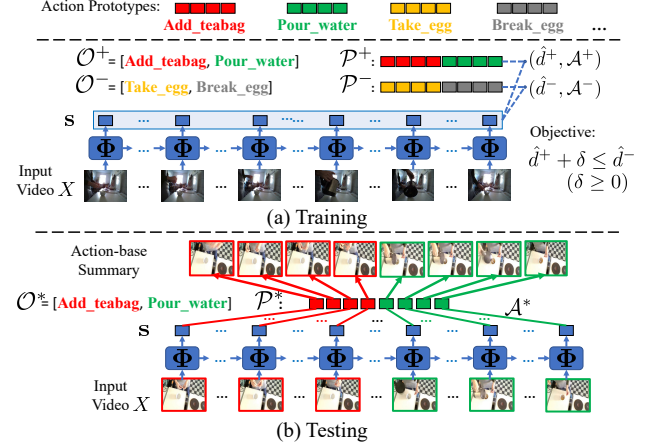 Action Prototypes:
Add_teabag Pour_water Take_egg Break_egg ...
O⁺= [Add_teabag, Pour_water] P⁺: (d̂⁺, A⁺)
O⁻= [Take_egg, Break_egg] P⁻: (d̂⁻, A⁻)
s ... ... ... ... ...
Φ ... Φ ... Φ ... Φ ... Φ ... Φ
Objective:
d̂⁺ + δ ≤ d̂⁻
(δ ≥ 0)
Input
Video X ... ... ... ... ...
(a) Training
Action-base
Summary
O*= [Add_teabag, Pour_water] P*: A*
... ... ... ... ...
s ... ... ... ... ...
Φ ... Φ ... Φ ... Φ ... Φ ... Φ
Input
Video X ... ... ... ... ...
(b) Testing